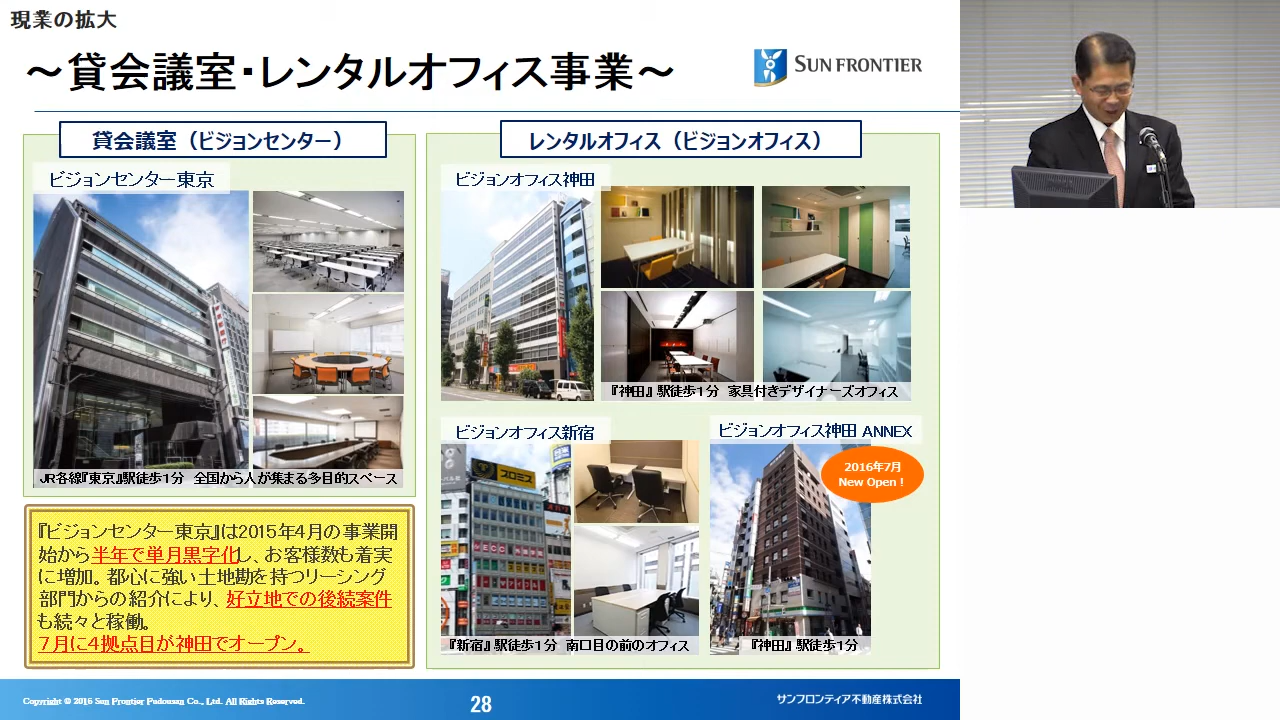 現業の拡大
～貸会議室・レンタルオフィス事業～
SUN FRONTIER
貸会議室（ビジョンセンター）
ビジョンセンター東京
JR各線『東京』駅徒歩1分　全国から人が集まる多目的スペース
『ビジョンセンター東京』は2015年4月の事業開
始から半年で単月黒字化し、お客様数も着実
に増加。都心に強い土地勘を持つリーシング
部門からの紹介により、好立地での後続案件
も続々と稼働。
７月に４拠点目が神田でオープン。
レンタルオフィス（ビジョンオフィス）
ビジョンオフィス神田
『神田』駅徒歩1分　家具付きデザイナーズオフィス
ビジョンオフィス新宿
プロミス
『新宿』駅徒歩1分　南口目の前のオフィス
ビジョンオフィス神田 ANNEX
2016年7月
New Open！
『神田』駅徒歩1分
Copyright © 2016 Sun Frontier Fudousan Co., Ltd. All Rights Reserved.
28
サンフロンティア不動産株式会社